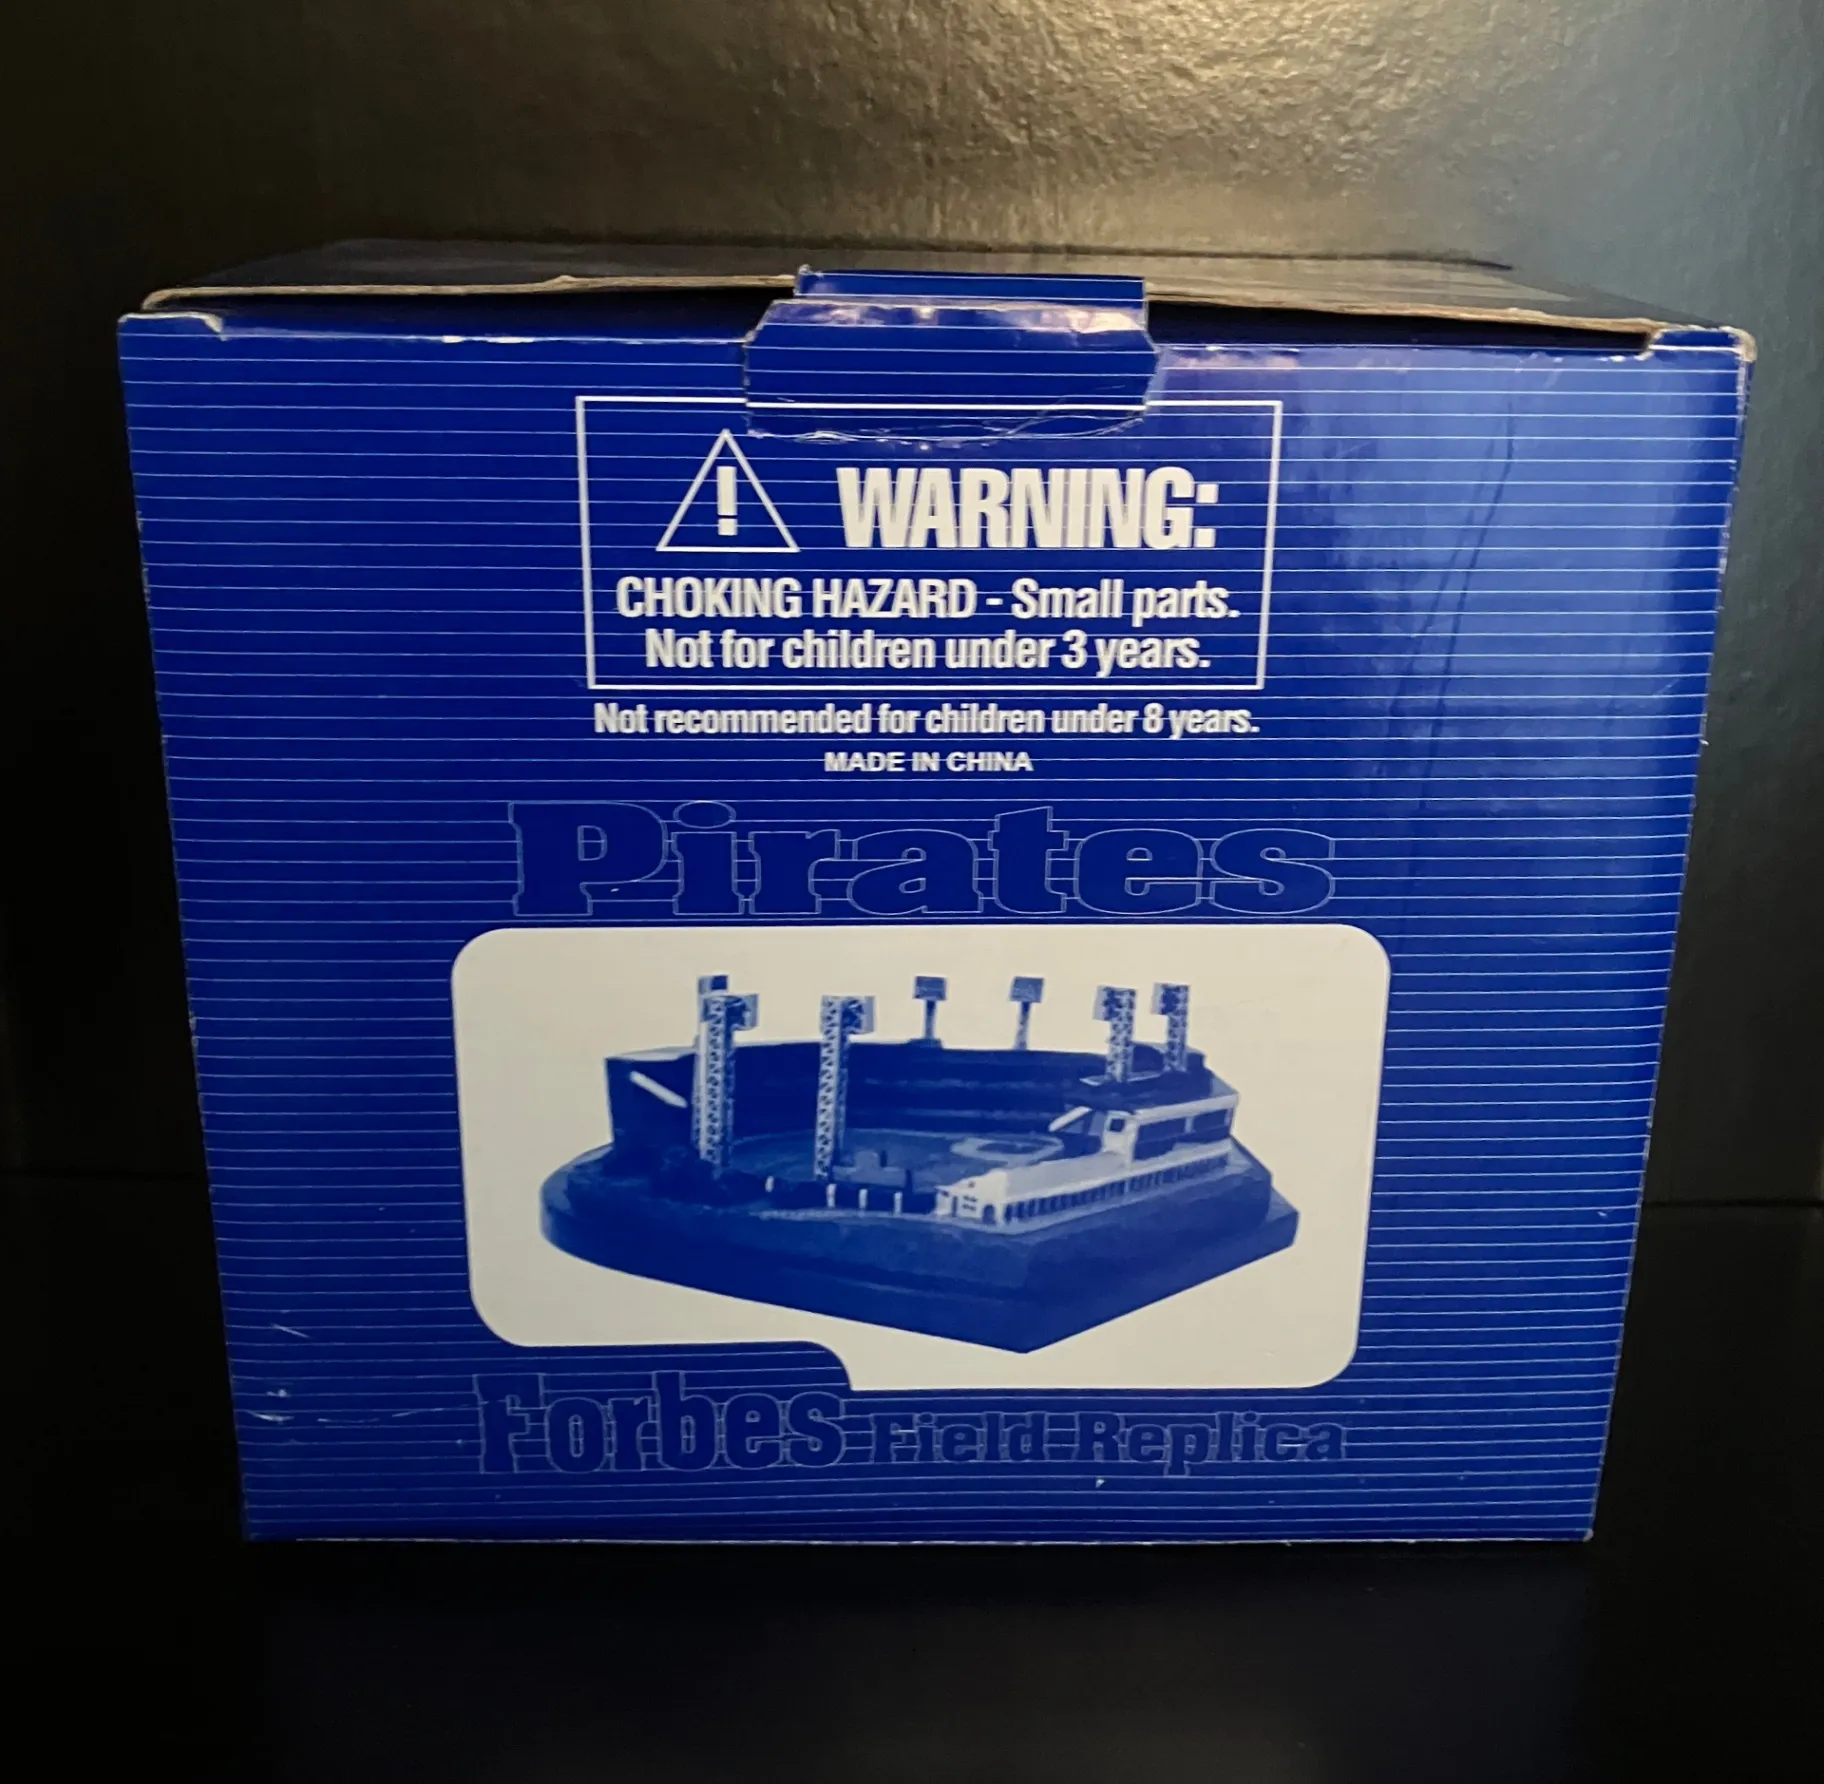 WARNING:
CHOKING HAZARD - Small parts.
Not for children under 3 years.
Not recommended for children under 8 years.
MADE IN CHINA
Pirates
Forbes Field Replica